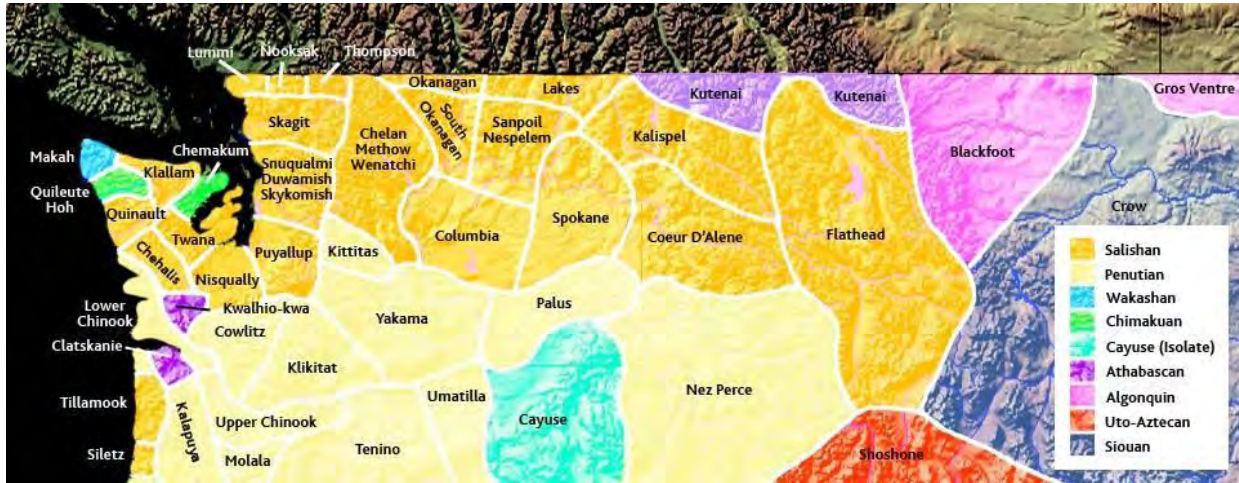 Lummi
Nooksak
Thompson
Okanagan
Lakes
Kutenai
Kutenai
Gros Ventre
Skagit
South
Okanagan
Sanpoil
Nespelem
Chelan
Methow
Wenatchi
Kalispel
Blackfoot
Makah
Chemakum
Klallam
Snuqualmi
Duwamish
Skykomish
Quileute
Hoh
Quinault
Crow
Twana
Puyallup
Kittitas
Columbia
Spokane
Coeur D'Alene
Flathead
Chehalis
Nisqually
Lower
Chinook
Kwalhio-kwa
Cowlitz
Yakama
Palus
Clatskanie
Klikitat
Umatilla
Nez Perce
Tillamook
Kalapuya
Upper Chinook
Cayuse
Siletz
Molala
Tenino
Shoshone
Salishan
Penutian
Wakashan
Chimakuan
Cayuse (Isolate)
Athabascan
Algonquin
Uto-Aztecan
Siouan